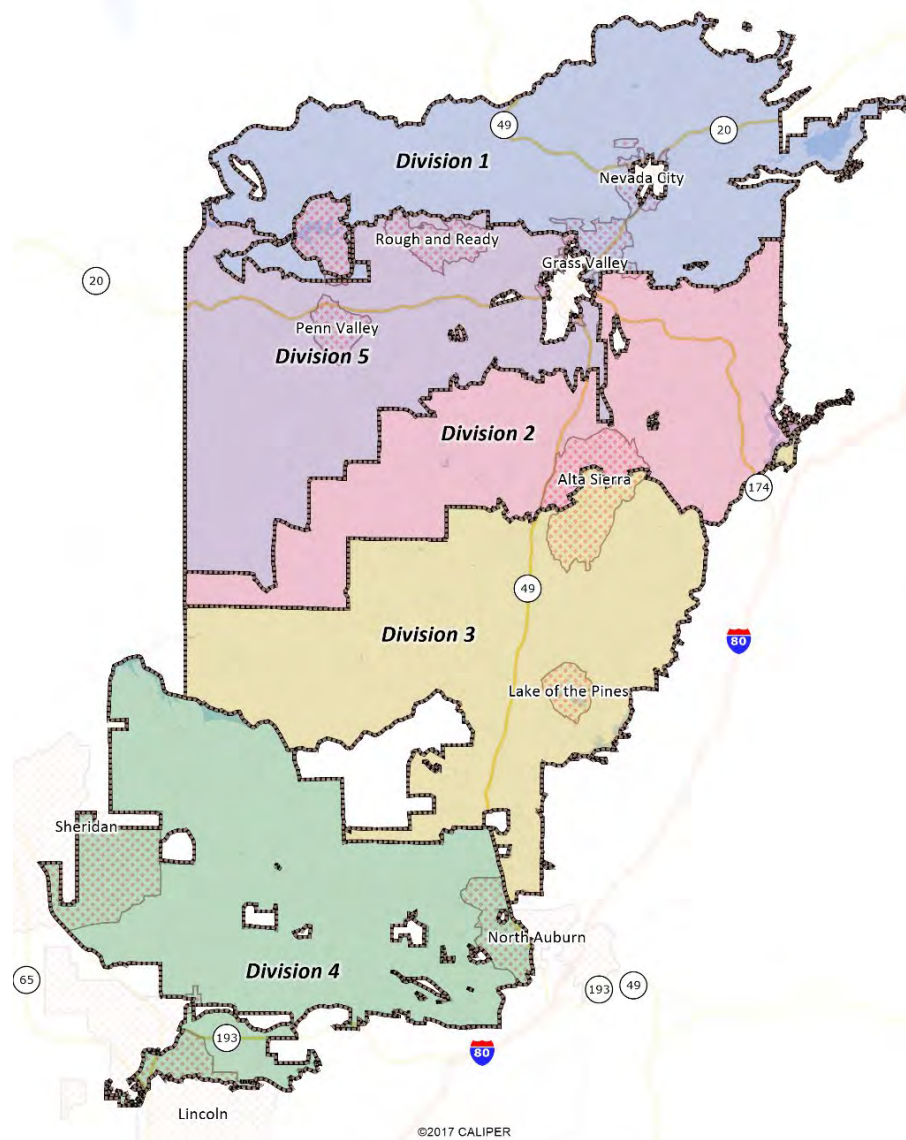 49
20
Division 1
Nevada City
Rough and Ready
Grass Valley
20
Penn Valley
Division 5
Division 2
Alta Sierra
174
49
Division 3
80
Lake of the Pines
Sheridan
North Auburn
Division 4
65
193
49
193
80
Lincoln
©2017 CALIPER